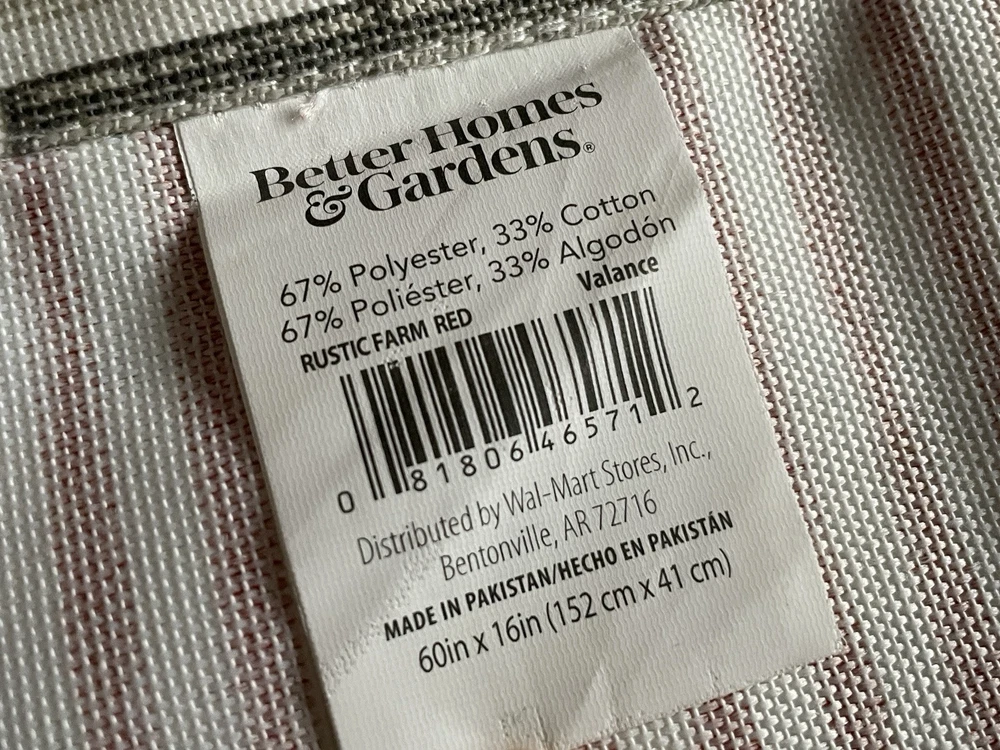 Better Homes
& Gardens®
67% Polyester, 33% Cotton
67% Poliéster, 33% Algodón
RUSTIC FARM RED Valance
0 81806 46571 2
Distributed by Wal-Mart Stores, Inc.,
Bentonville, AR 72716
MADE IN PAKISTAN/HECHO EN PAKISTÁN
60in x 16in (152 cm x 41 cm)